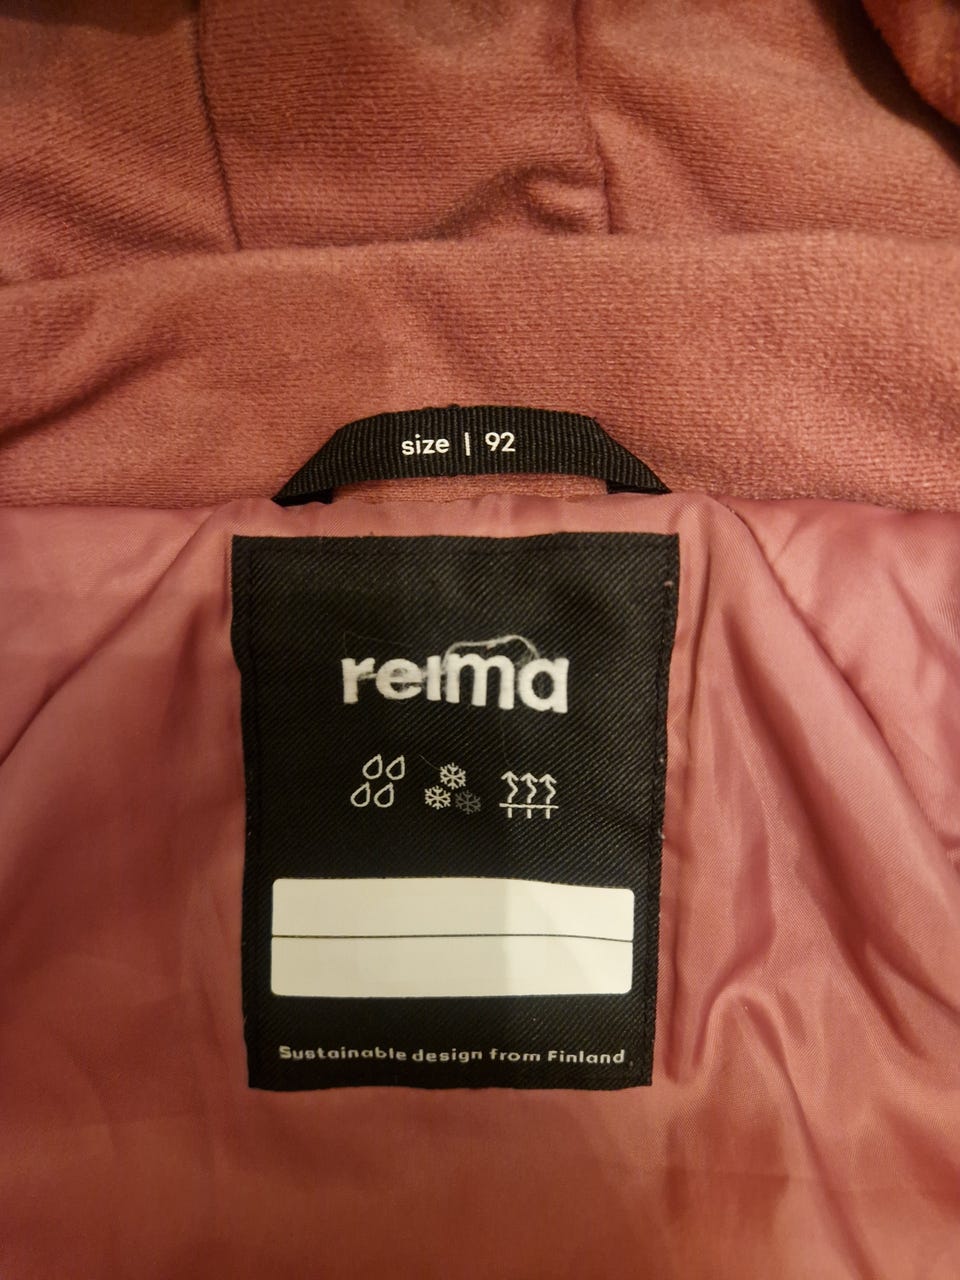 size | 92
reima
Sustainable design from Finland